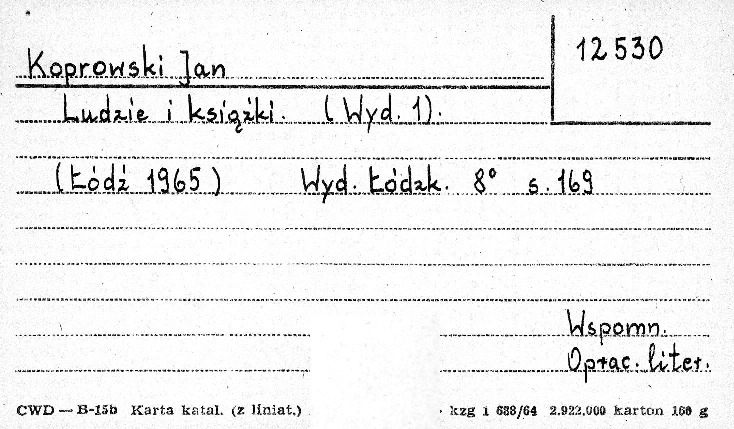 12530
Koprowski Jan
Ludzie i książki. (Wyd. 1).
(Łódź 1965) Wyd. Łódzk. 8° s. 169
Wspomn.
Oprac. liter.
CWD — B-15b Karta katal. (z liniat.) kzg 1 688/64 2.922,000 karton 160 g